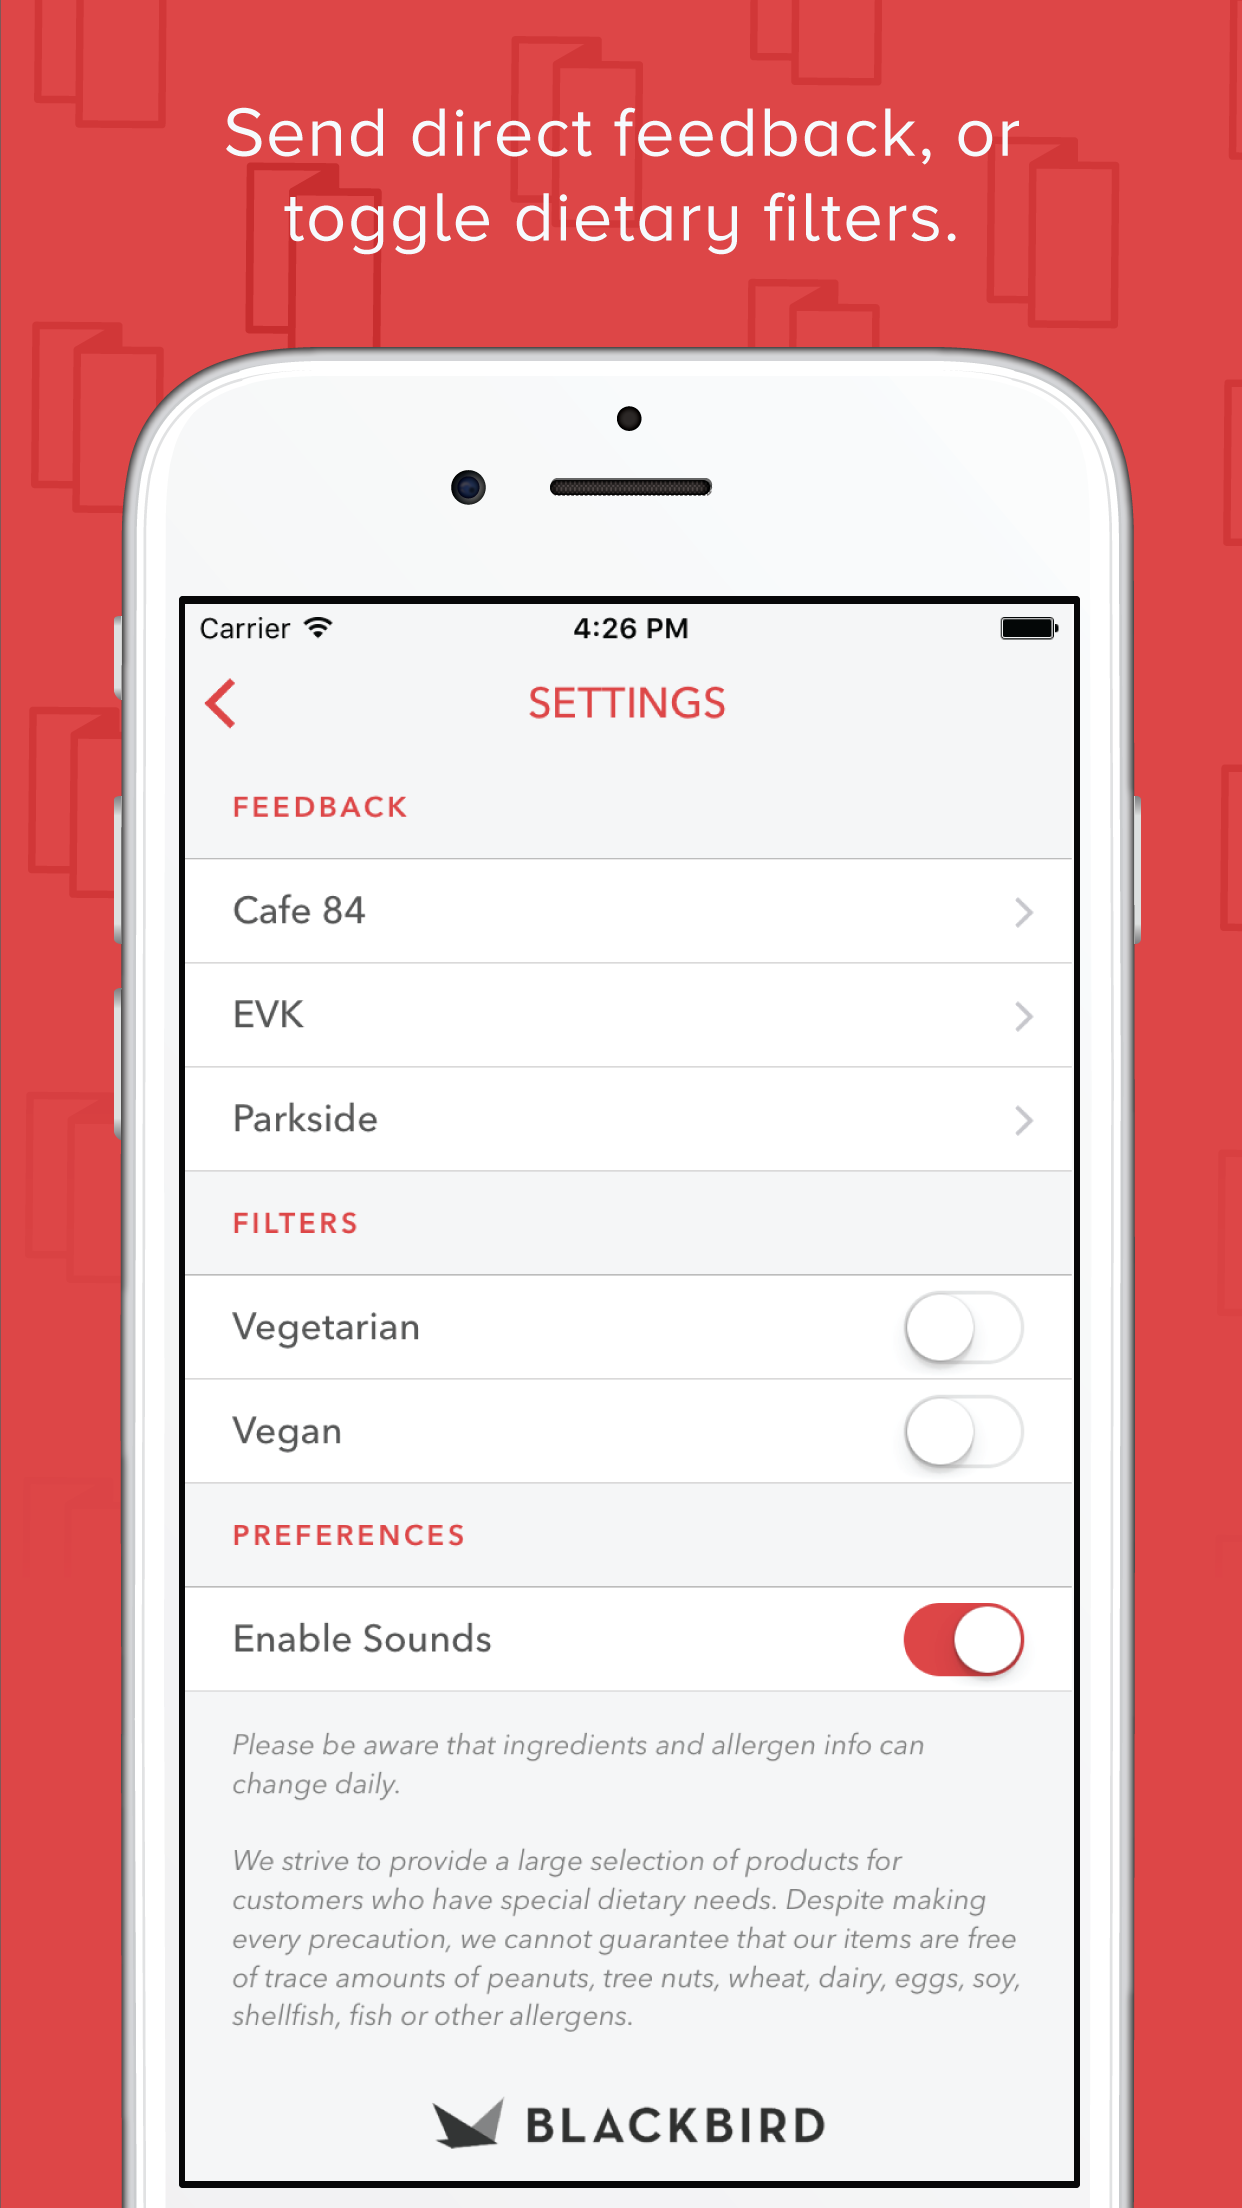 Send direct feedback, or
toggle dietary filters.
Carrier
4:26 PM
SETTINGS
FEEDBACK
Cafe 84
EVK
Parkside
FILTERS
Vegetarian
Vegan
PREFERENCES
Enable Sounds
Please be aware that ingredients and allergen info can
change daily.
We strive to provide a large selection of products for
customers who have special dietary needs. Despite making
every precaution, we cannot guarantee that our items are free
of trace amounts of peanuts, tree nuts, wheat, dairy, eggs, soy,
shellfish, fish or other allergens.
BLACKBIRD